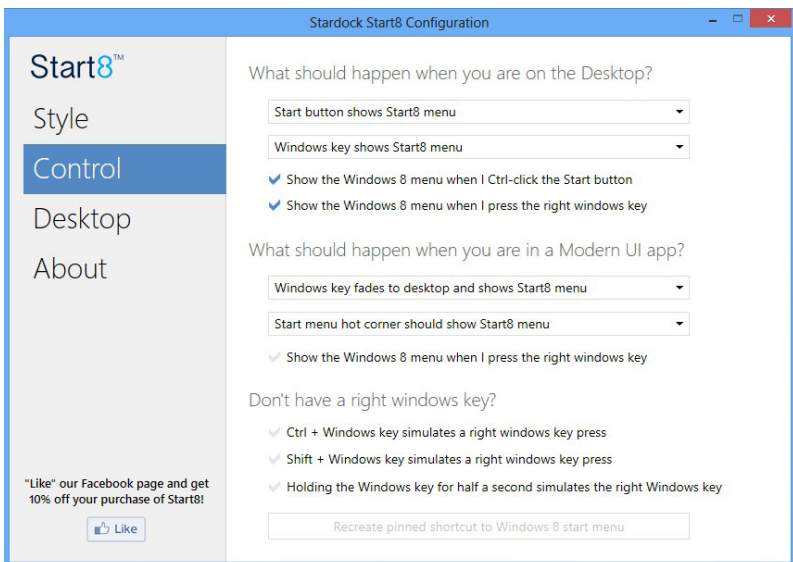 Stardock Start8 Configuration
Start8™
Style
Control
Desktop
About
"Like" our Facebook page and get
10% off your purchase of Start8!
Like
What should happen when you are on the Desktop?
Start button shows Start8 menu
Windows key shows Start8 menu
Show the Windows 8 menu when I Ctrl-click the Start button
Show the Windows 8 menu when I press the right windows key
What should happen when you are in a Modern UI app?
Windows key fades to desktop and shows Start8 menu
Start menu hot corner should show Start8 menu
Show the Windows 8 menu when I press the right windows key
Don't have a right windows key?
Ctrl + Windows key simulates a right windows key press
Shift + Windows key simulates a right windows key press
Holding the Windows key for half a second simulates the right Windows key
Recreate pinned shortcut to Windows 8 start menu